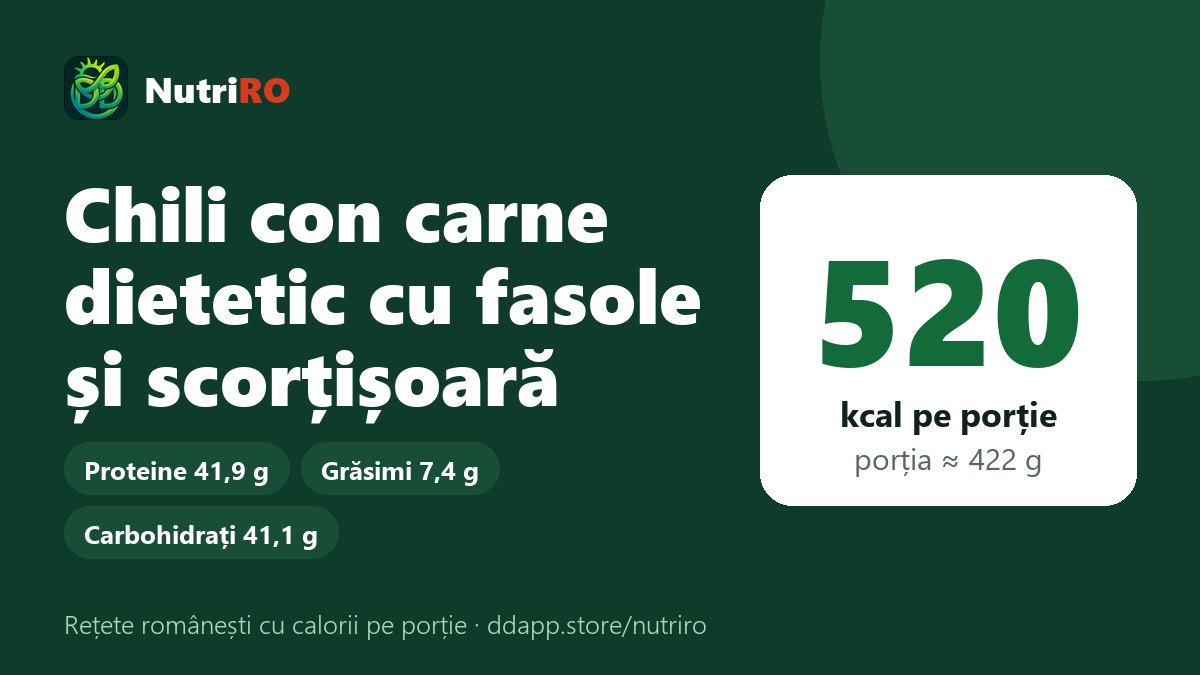 NutriRO
Chili con carne
dietetic cu fasole
și scorțișoară
Proteine 41,9 g
Grăsimi 7,4 g
Carbohidrați 41,1 g
520
kcal pe porție
porția ≈ 422 g
Rețete românești cu calorii pe porție · ddapp.store/nutriro